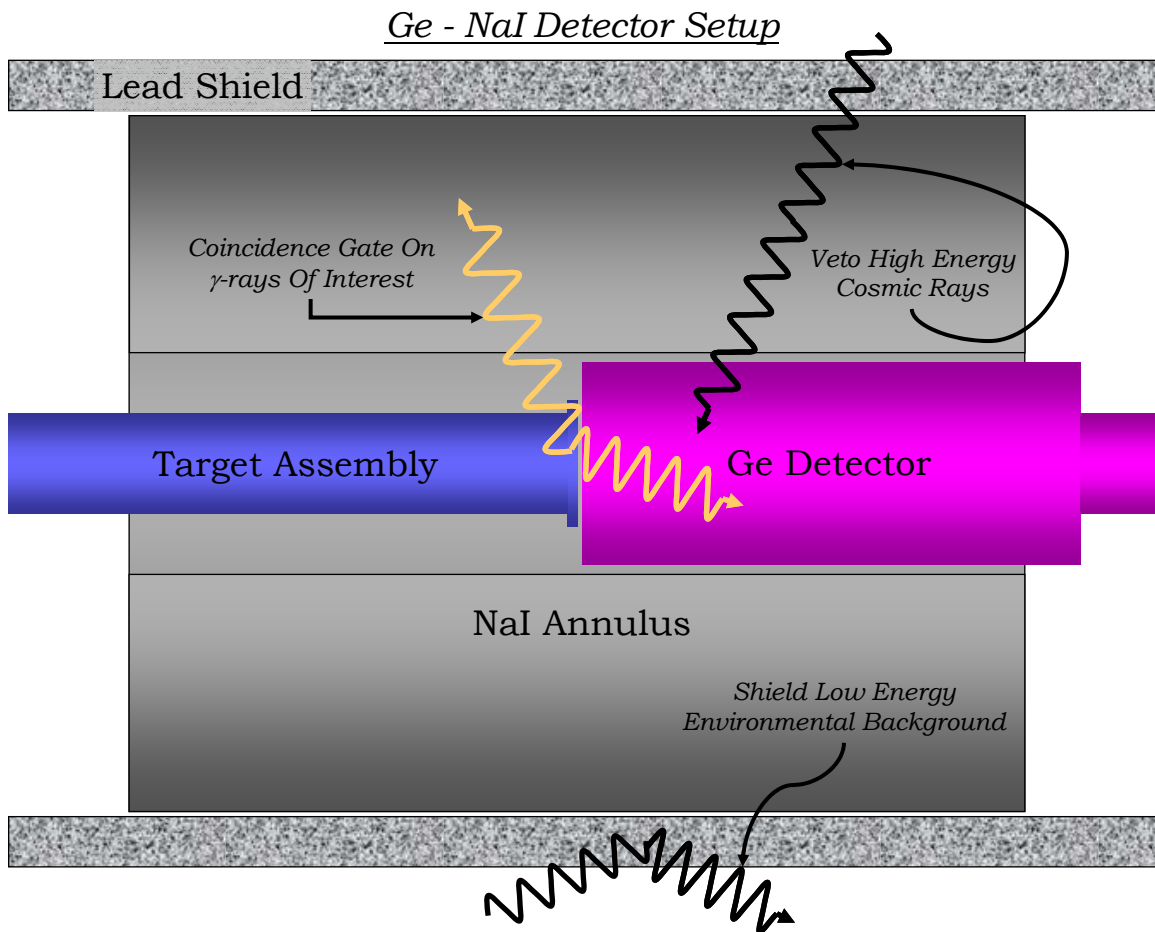 Ge - NaI Detector Setup
Lead Shield
Coincidence Gate On
γ-rays Of Interest
Veto High Energy
Cosmic Rays
Target Assembly
Ge Detector
NaI Annulus
Shield Low Energy
Environmental Background